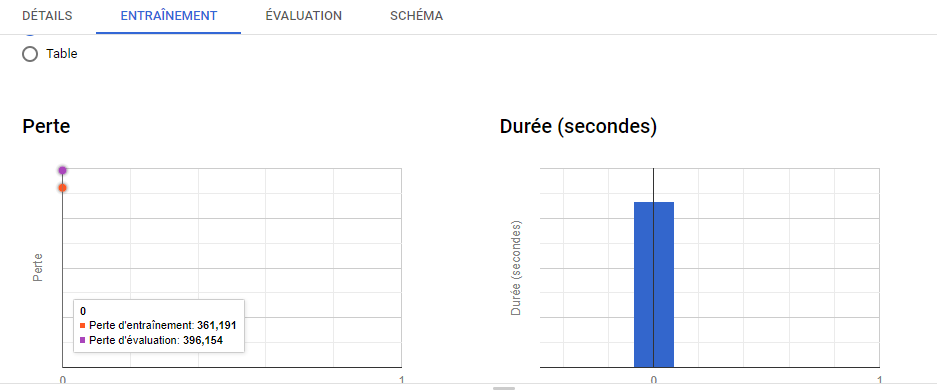 DÉTAILS ENTRAÎNEMENT ÉVALUATION SCHÉMA
Table
Perte
Durée (secondes)
Perte
0
Perte d'entraînement: 361,191
Perte d'évaluation: 396,154
0 1
Durée (secondes)
0 1